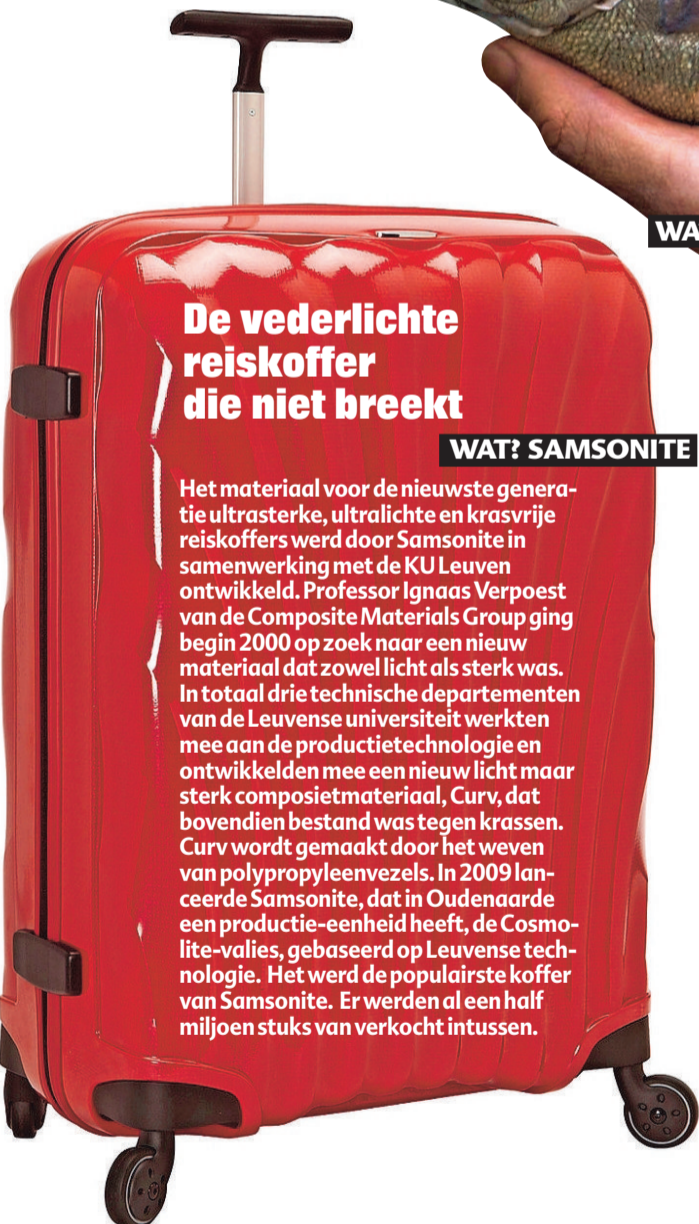 WA
De vederlichte
reiskoffer
die niet breekt
WAT? SAMSONITE
Het materiaal voor de nieuwste genera-
tie ultrasterke, ultralichte en krasvrije
reiskoffers werd door Samsonite in
samenwerking met de KU Leuven
ontwikkeld. Professor Ignaas Verpoest
van de Composite Materials Group ging
begin 2000 op zoek naar een nieuw
materiaal dat zowel licht als sterk was.
In totaal drie technische departementen
van de Leuvense universiteit werkten
mee aan de productietechnologie en
ontwikkelden mee een nieuw licht maar
sterk composietmateriaal, Curv, dat
bovendien bestand was tegen krassen.
Curv wordt gemaakt door het weven
van polypropyleenvezels. In 2009 lan-
ceerde Samsonite, dat in Oudenaarde
een productie-eenheid heeft, de Cosmo-
lite-valies, gebaseerd op Leuvense tech-
nologie. Het werd de populairste koffer
van Samsonite. Er werden al een half
miljoen stuks van verkocht intussen.